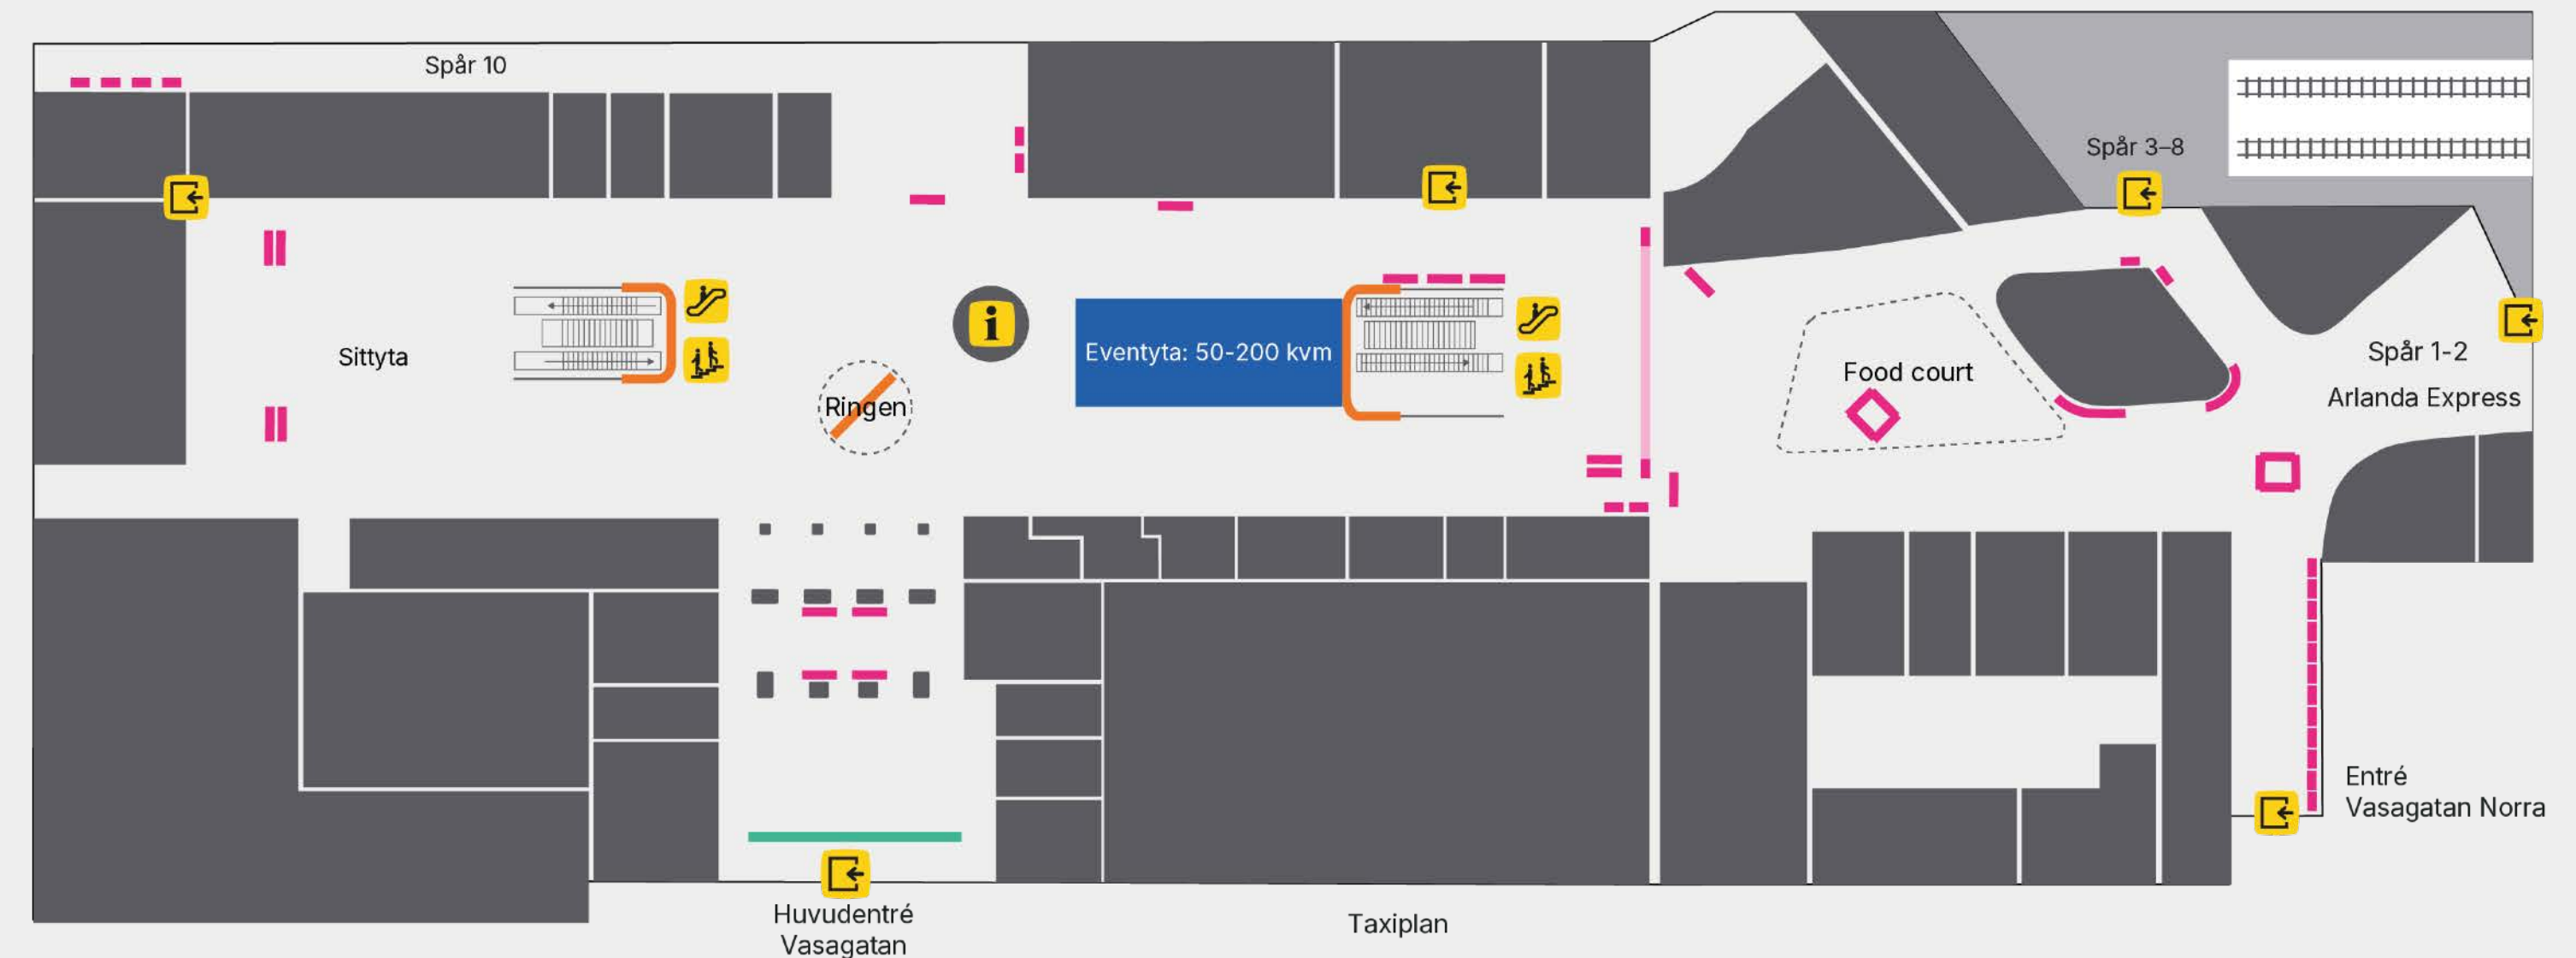 Spår 10
Spår 3–8
Sittyta
Ringen
i
Eventyta: 50-200 kvm
Food court
Spår 1-2
Arlanda Express
Entré
Vasagatan Norra
Huvudentré
Vasagatan
Taxiplan